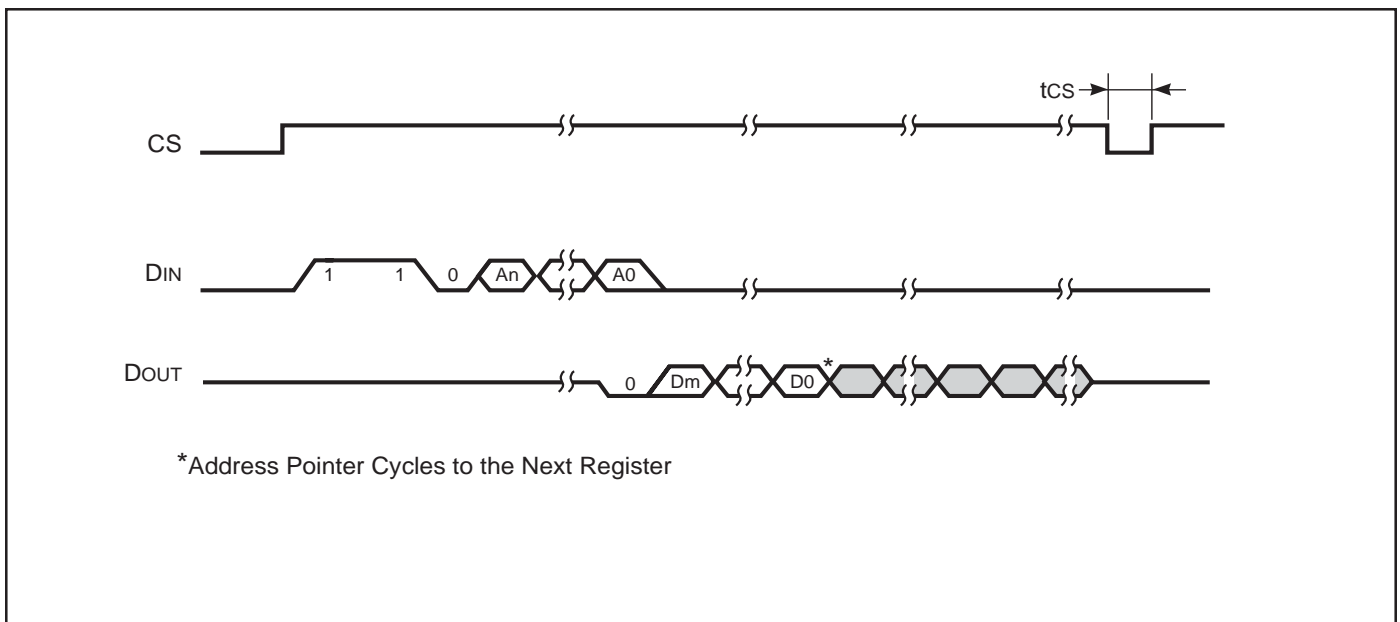 tCS
CS
DIN
1 1 0 An A0
DOUT
0 Dm D0 *
*Address Pointer Cycles to the Next Register